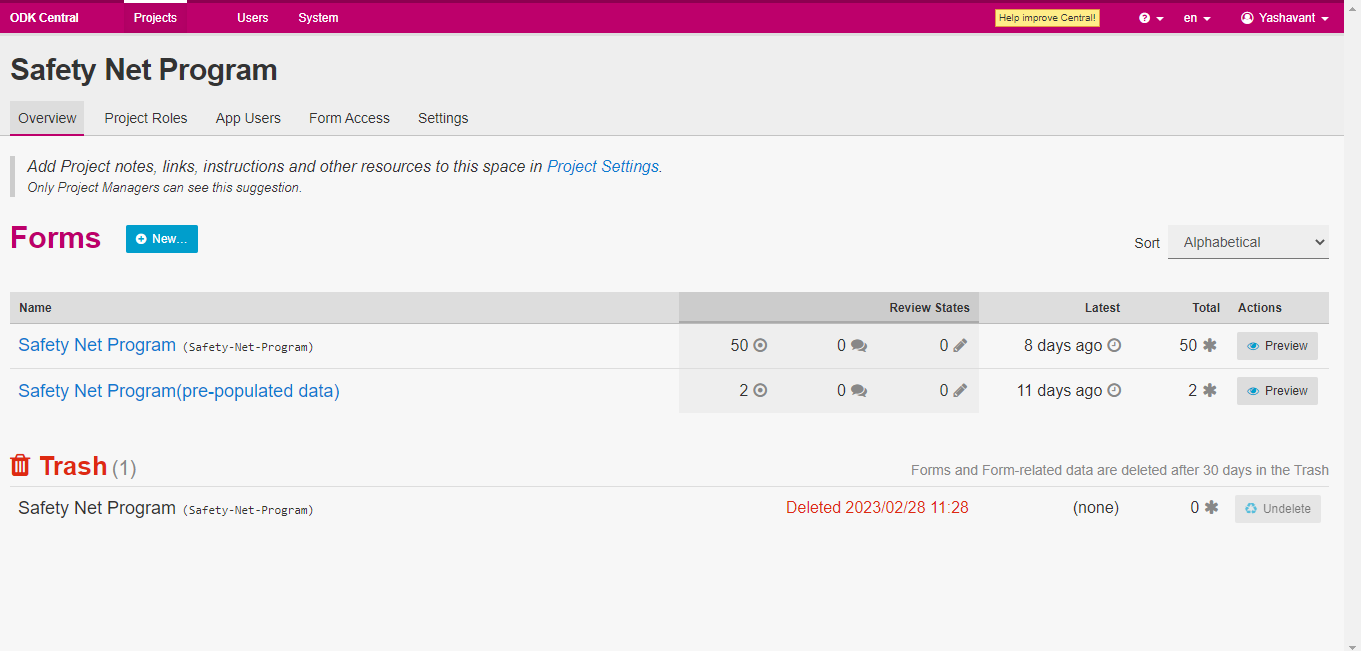 ODK Central Projects Users System Help improve Central! en Yashavant
Safety Net Program
Overview Project Roles App Users Form Access Settings
Add Project notes, links, instructions and other resources to this space in Project Settings.
Only Project Managers can see this suggestion.
Forms New...
Sort Alphabetical
Name Review States Latest Total Actions
Safety Net Program (Safety-Net-Program) 50 0 0 8 days ago 50 Preview
Safety Net Program(pre-populated data) 2 0 0 11 days ago 2 Preview
Trash (1) Forms and Form-related data are deleted after 30 days in the Trash
Safety Net Program (Safety-Net-Program) Deleted 2023/02/28 11:28 (none) 0 Undelete